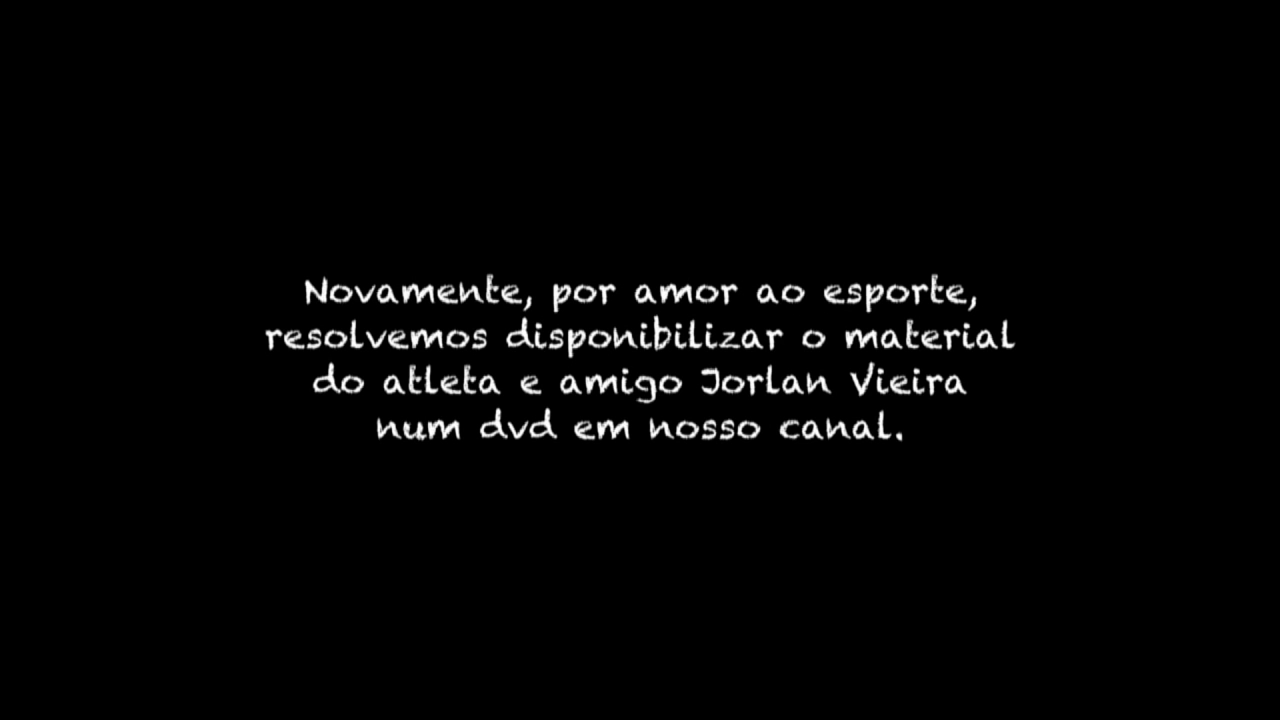 Novamente, por amor ao esporte,
resolvemos disponibilizar o material
do atleta e amigo Jorlan Vieira
num dvd em nosso canal.